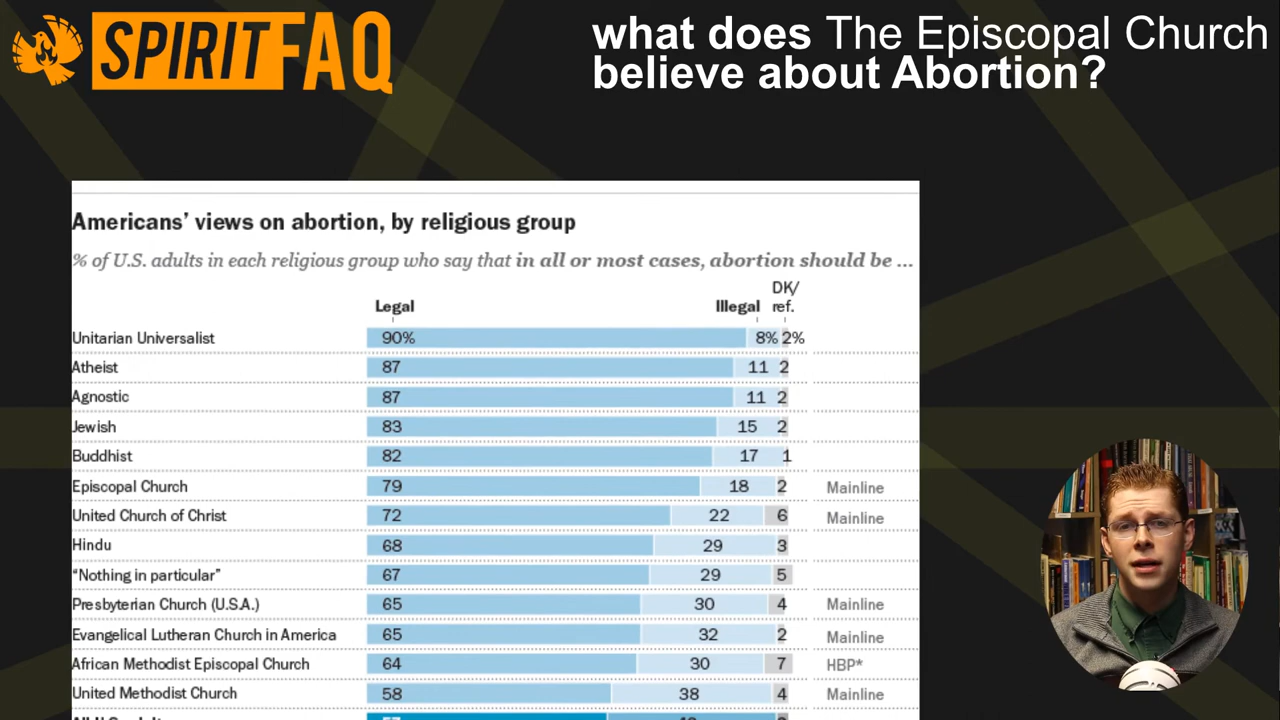 SPIRITFAQ
what does The Episcopal Church
believe about Abortion?
Americans’ views on abortion, by religious group
% of U.S. adults in each religious group who say that in all or most cases, abortion should be ...
DK/
Legal Illegal ref.
Unitarian Universalist 90% 8% 2%
Atheist 87 11 2
Agnostic 87 11 2
Jewish 83 15 2
Buddhist 82 17 1
Episcopal Church 79 18 2 Mainline
United Church of Christ 72 22 6 Mainline
Hindu 68 29 3
“Nothing in particular” 67 29 5
Presbyterian Church (U.S.A.) 65 30 4 Mainline
Evangelical Lutheran Church in America 65 32 2 Mainline
African Methodist Episcopal Church 64 30 7 HBP*
United Methodist Church 58 38 4 Mainline